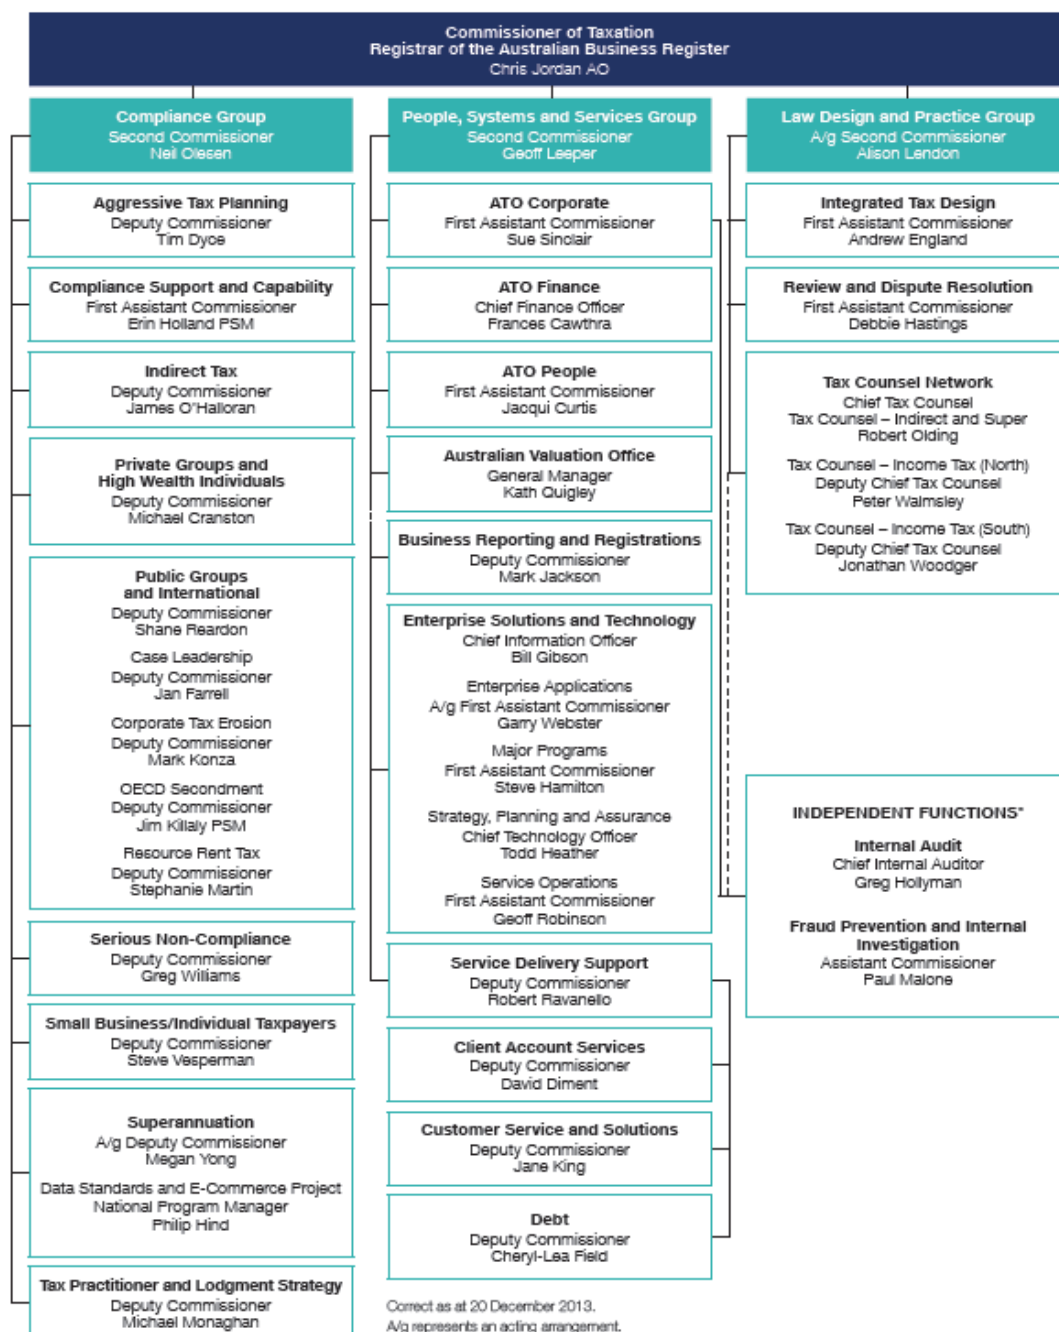 Commissioner of Taxation
Registrar of the Australian Business Register
Chris Jordan AO
Compliance Group
Second Commissioner
Neil Olesen
Aggressive Tax Planning
Deputy Commissioner
Tim Dyce
Compliance Support and Capability
First Assistant Commissioner
Erin Holland PSM
Indirect Tax
Deputy Commissioner
James O'Halloran
Private Groups and
High Wealth Individuals
Deputy Commissioner
Michael Cranston
Public Groups
and International
Deputy Commissioner
Shane Reardon
Case Leadership
Deputy Commissioner
Jan Farrell
Corporate Tax Erosion
Deputy Commissioner
Mark Konza
OECD Secondment
Deputy Commissioner
Jim Killaly PSM
Resource Rent Tax
Deputy Commissioner
Stephanie Martin
Serious Non-Compliance
Deputy Commissioner
Greg Williams
Small Business/Individual Taxpayers
Deputy Commissioner
Steve Vesperman
Superannuation
A/g Deputy Commissioner
Megan Yong
Data Standards and E-Commerce Project
National Program Manager
Philip Hind
Tax Practitioner and Lodgment Strategy
Deputy Commissioner
Michael Monaghan
People, Systems and Services Group
Second Commissioner
Geoff Leeper
ATO Corporate
First Assistant Commissioner
Sue Sinclair
ATO Finance
Chief Finance Officer
Frances Cawthra
ATO People
First Assistant Commissioner
Jacqui Curtis
Australian Valuation Office
General Manager
Kath Quigley
Business Reporting and Registrations
Deputy Commissioner
Mark Jackson
Enterprise Solutions and Technology
Chief Information Officer
Bill Gibson
Enterprise Applications
A/g First Assistant Commissioner
Garry Webster
Major Programs
First Assistant Commissioner
Steve Hamilton
Strategy, Planning and Assurance
Chief Technology Officer
Todd Heather
Service Operations
First Assistant Commissioner
Geoff Robinson
Service Delivery Support
Deputy Commissioner
Robert Ravanello
Client Account Services
Deputy Commissioner
David Diment
Customer Service and Solutions
Deputy Commissioner
Jane King
Debt
Deputy Commissioner
Cheryl-Lea Field
Correct as at 20 December 2013.
A/g represents an acting arrangement.
Law Design and Practice Group
A/g Second Commissioner
Alison Lendon
Integrated Tax Design
First Assistant Commissioner
Andrew England
Review and Dispute Resolution
First Assistant Commissioner
Debbie Hastings
Tax Counsel Network
Chief Tax Counsel
Tax Counsel – Indirect and Super
Robert Olding
Tax Counsel – Income Tax (North)
Deputy Chief Tax Counsel
Peter Walmsley
Tax Counsel – Income Tax (South)
Deputy Chief Tax Counsel
Jonathan Woodger
INDEPENDENT FUNCTIONS*
Internal Audit
Chief Internal Auditor
Greg Hollyman
Fraud Prevention and Internal
Investigation
Assistant Commissioner
Paul Malone